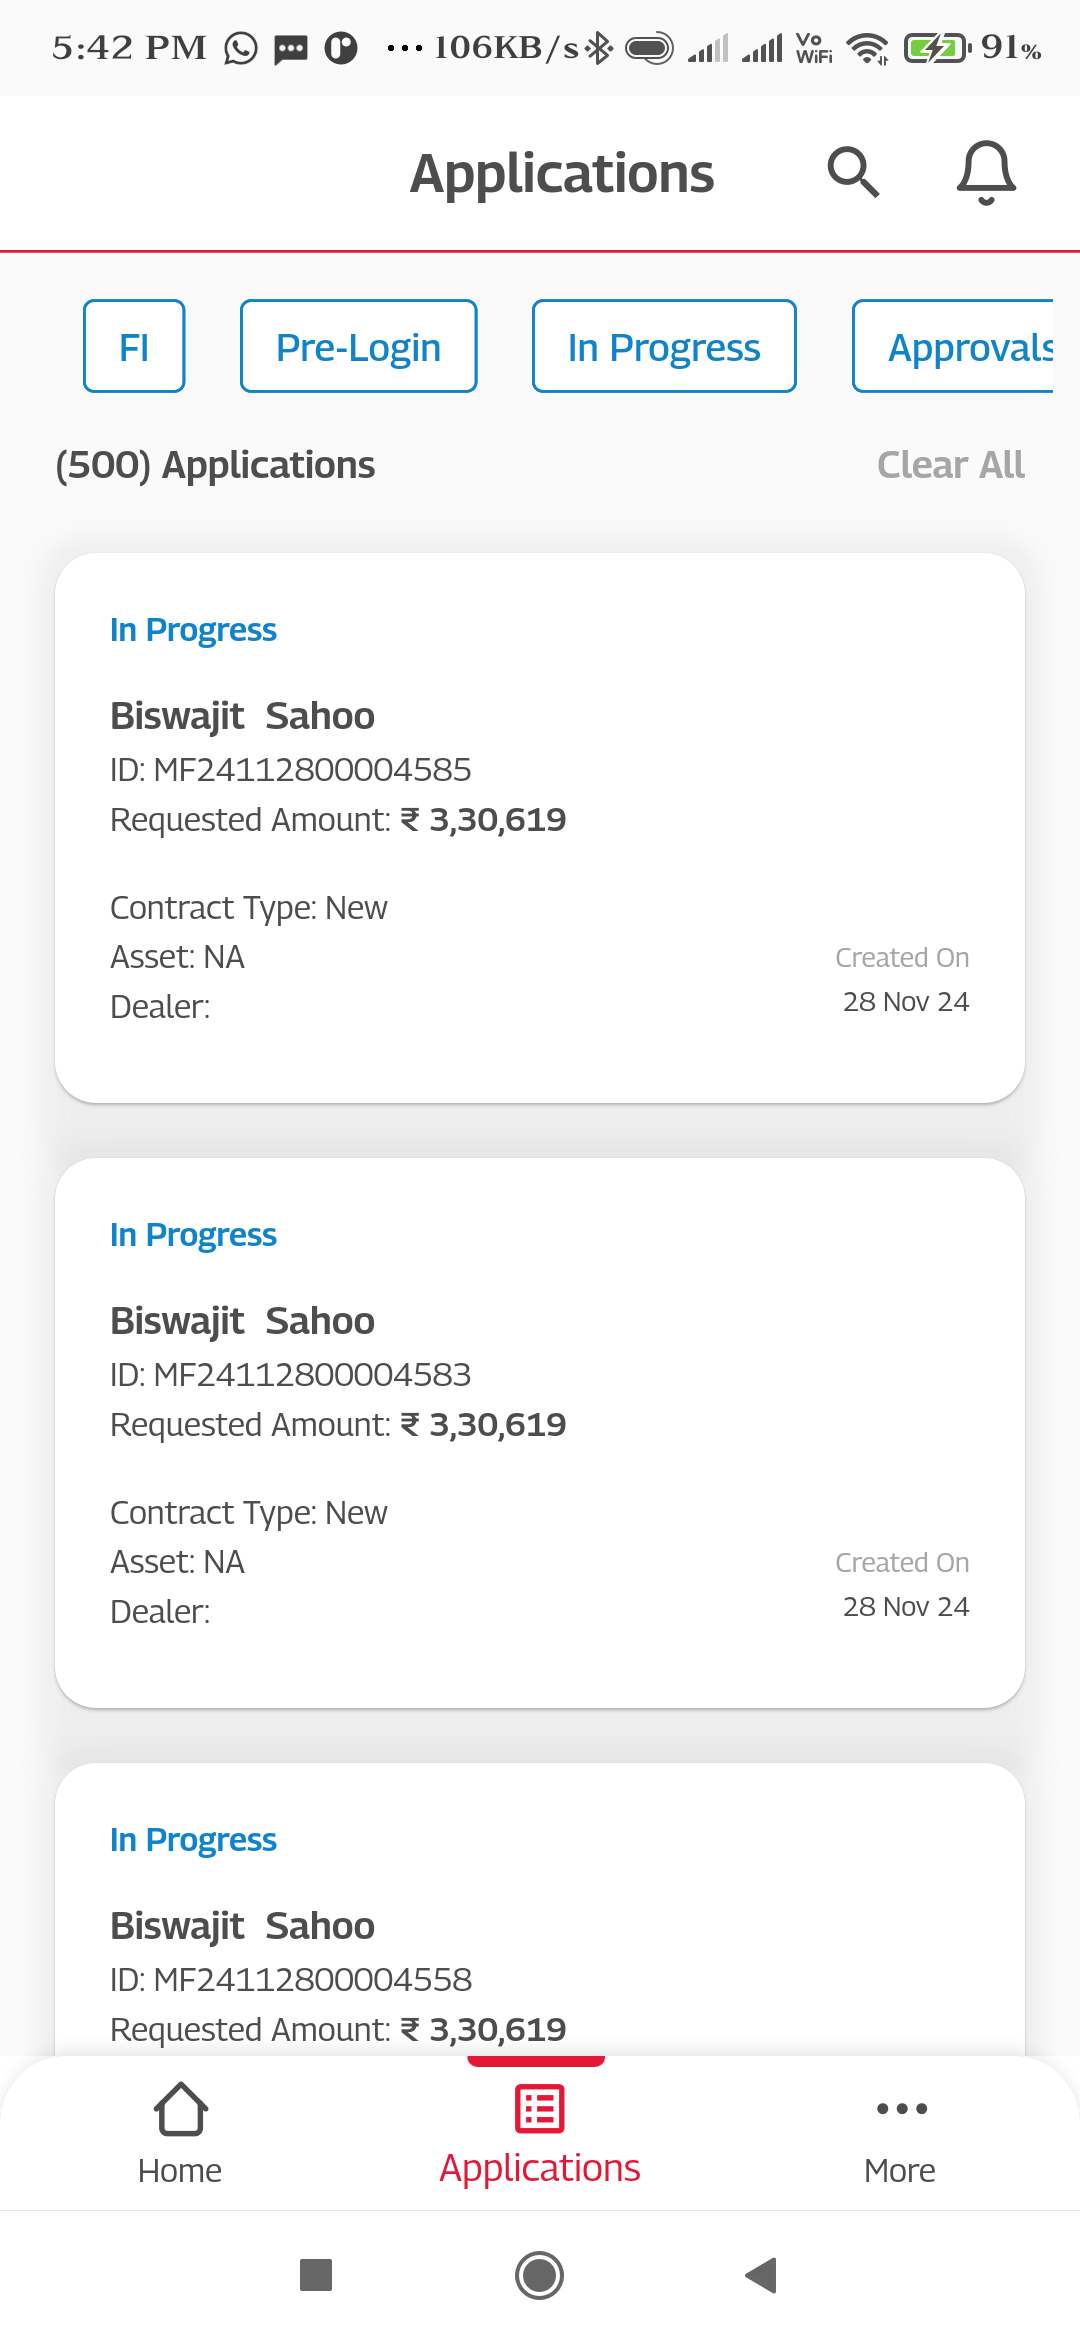 5:42 PM 106KB/s Vo WiFi 91%
Applications
FI Pre-Login In Progress Approvals
(500) Applications Clear All
In Progress
Biswajit Sahoo
ID: MF24112800004585
Requested Amount: ₹ 3,30,619
Contract Type: New
Asset: NA
Created On
Dealer:
28 Nov 24
In Progress
Biswajit Sahoo
ID: MF24112800004583
Requested Amount: ₹ 3,30,619
Contract Type: New
Asset: NA
Created On
Dealer:
28 Nov 24
In Progress
Biswajit Sahoo
ID: MF24112800004558
Requested Amount: ₹ 3,30,619
Home Applications More